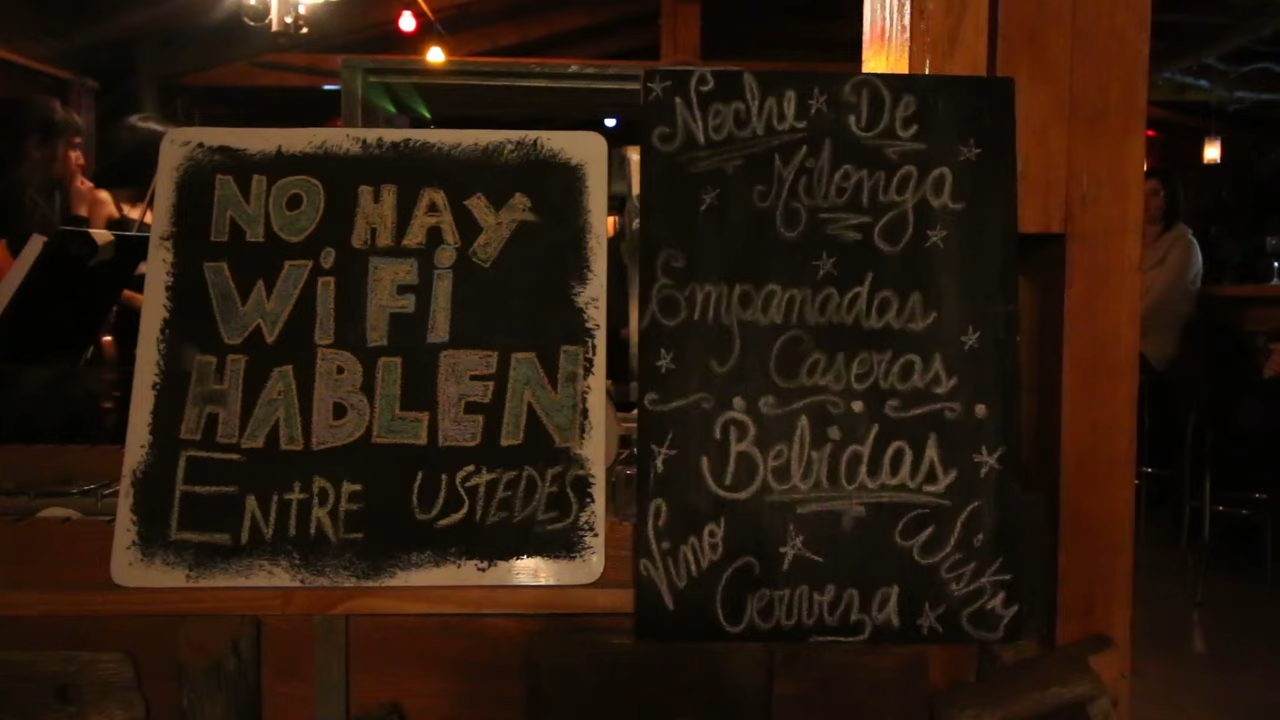 NO HAY
WiFi
HABLEN
ENTRE USTEDES
Noche De
Milonga
Empanadas
Caseras
Bebidas
Vino
Cerveza
Wisky